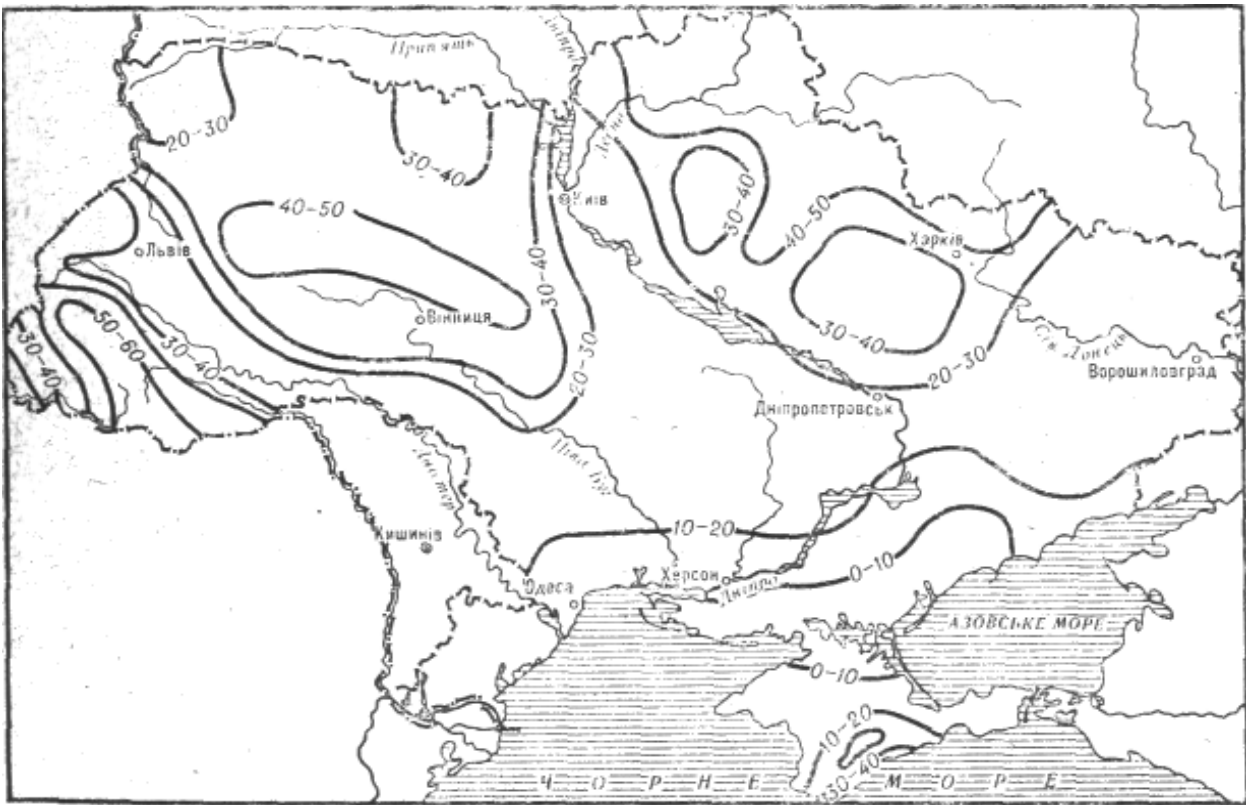 Прип'ять
Дніпро
Десна
20–30
30–40
Київ
40–50
30–40
40–50
Львів
30–40
Харків
50–60
30–40
30–40
Вінниця
20–30
30–40
Сів. Донець
20–30
Ворошиловград
Дніпропетровськ
Дністер
Півд. Буг
Кишинів
10–20
Одеса
Херсон
Дніпро
0–10
АЗОВСЬКЕ МОРЕ
0–10
10–20
30–40
ЧОРНЕ МОРЕ